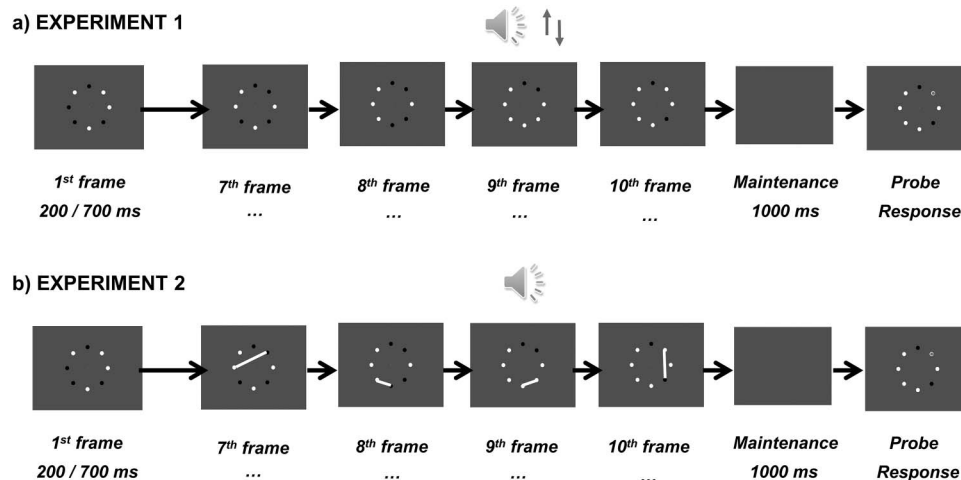 a) EXPERIMENT 1
1st frame
200 / 700 ms
7th frame
...
8th frame
...
9th frame
...
10th frame
...
Maintenance
1000 ms
Probe
Response
b) EXPERIMENT 2
1st frame
200 / 700 ms
7th frame
...
8th frame
...
9th frame
...
10th frame
...
Maintenance
1000 ms
Probe
Response